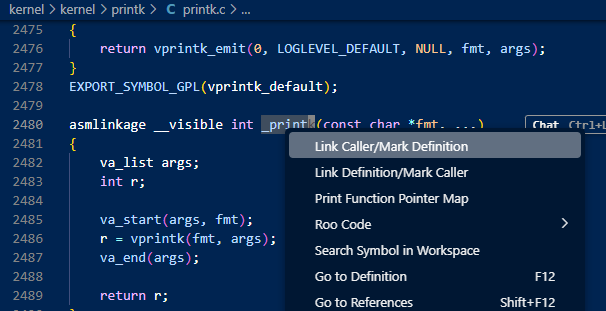 kernel > kernel > printk > C printk.c > ...
2475 {
2476 return vprintk_emit(0, LOGLEVEL_DEFAULT, NULL, fmt, args);
2477 }
2478 EXPORT_SYMBOL_GPL(vprintk_default);
2479
2480 asmlinkage __visible int _printk(const char *fmt, ...) Chat Ctrl+L
2481 {
2482 va_list args;
2483 int r;
2484
2485 va_start(args, fmt);
2486 r = vprintk(fmt, args);
2487 va_end(args);
2488
2489 return r;
Link Caller/Mark Definition
Link Definition/Mark Caller
Print Function Pointer Map
Roo Code >
Search Symbol in Workspace
Go to Definition F12
Go to References Shift+F12